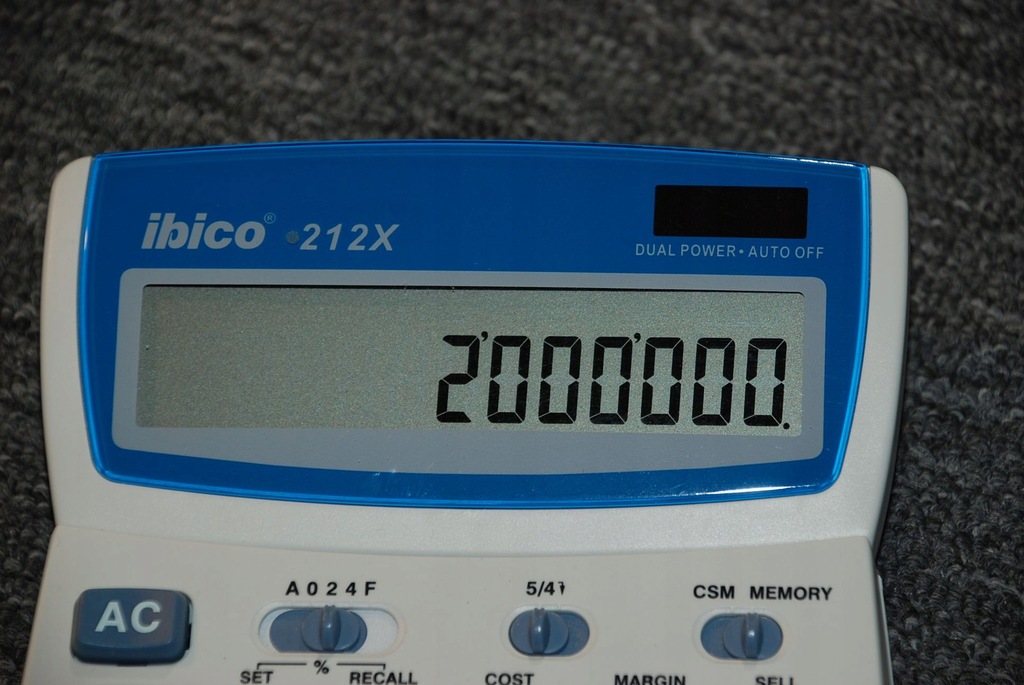 ibico® 212X
DUAL POWER • AUTO OFF
2'000'000.
A 0 2 4 F
5/4
CSM MEMORY
AC
%
SET RECALL
COST
MARGIN
SELL